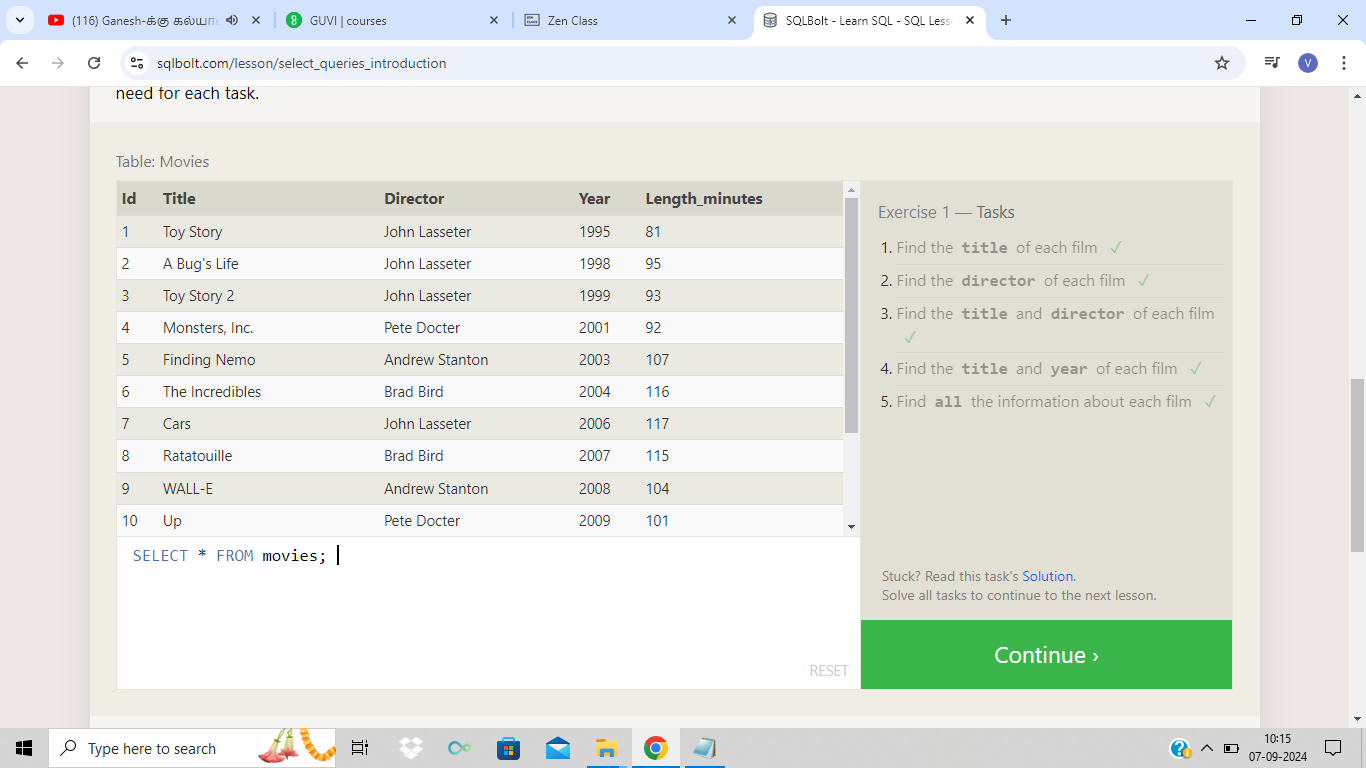 (116) Ganesh-க்கு கல்யா
GUVI | courses
Zen Class
SQLBolt - Learn SQL - SQL Less
sqlbolt.com/lesson/select_queries_introduction
V
need for each task.
Table: Movies
Id Title Director Year Length_minutes
1 Toy Story John Lasseter 1995 81
2 A Bug's Life John Lasseter 1998 95
3 Toy Story 2 John Lasseter 1999 93
4 Monsters, Inc. Pete Docter 2001 92
5 Finding Nemo Andrew Stanton 2003 107
6 The Incredibles Brad Bird 2004 116
7 Cars John Lasseter 2006 117
8 Ratatouille Brad Bird 2007 115
9 WALL-E Andrew Stanton 2008 104
10 Up Pete Docter 2009 101
SELECT * FROM movies;
RESET
Exercise 1 — Tasks
1. Find the title of each film ✓
2. Find the director of each film ✓
3. Find the title and director of each film
✓
4. Find the title and year of each film ✓
5. Find all the information about each film ✓
Stuck? Read this task's Solution.
Solve all tasks to continue to the next lesson.
Continue ›
Type here to search
10:15
07-09-2024